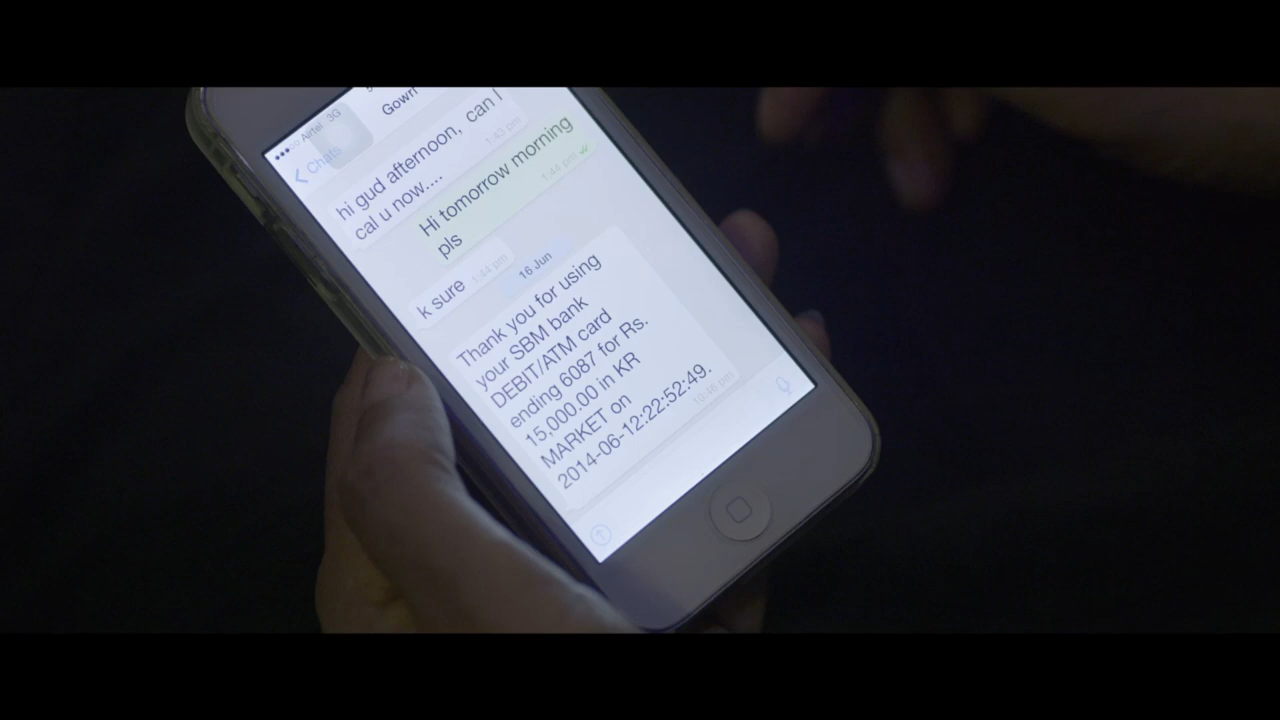 Airtel 3G
Chats
Gown
hi gud afternoon, can I
cal u now....
1:43 pm
Hi tomorrow morning
pls
1:44 pm
k sure
1:44 pm
16 Jun
Thank you for using
your SBM bank
DEBIT/ATM card
ending 6087 for Rs.
15,000.00 in KR
MARKET on
2014-06-12:22:52:49.
10:46 pm